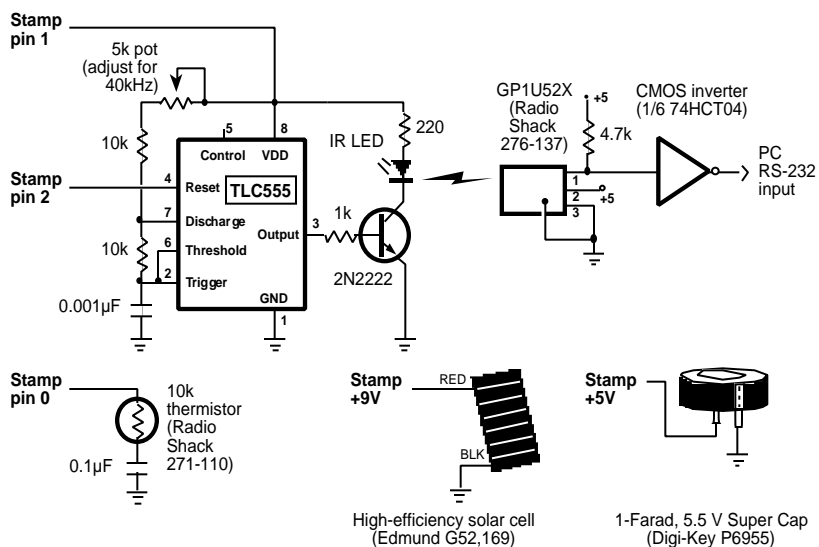 Stamp
pin 1
5k pot
(adjust for
40kHz)
10k
5
8
Control
VDD
4
Reset
TLC555
Stamp
pin 2
7
Discharge
10k
6
Threshold
2
Trigger
Output
3
1k
GND
1
0.001µF
IR LED
220
2N2222
GP1U52X
(Radio
Shack
276-137)
+5
4.7k
1
2
+5
3
CMOS inverter
(1/6 74HCT04)
PC
RS-232
input
Stamp
pin 0
10k
thermistor
(Radio
Shack
271-110)
0.1µF
Stamp
+9V
RED
BLK
High-efficiency solar cell
(Edmund G52,169)
Stamp
+5V
1-Farad, 5.5 V Super Cap
(Digi-Key P6955)